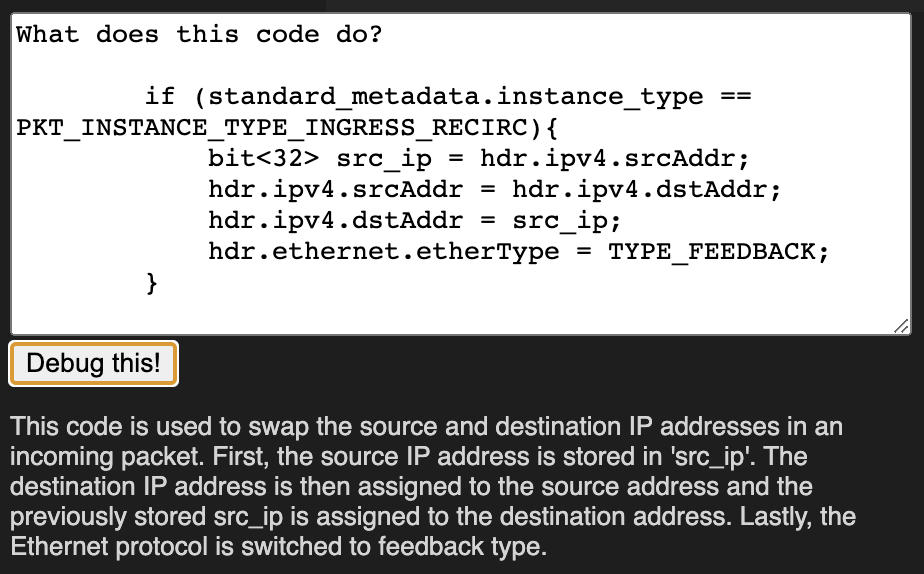 What does this code do?
if (standard_metadata.instance_type ==
PKT_INSTANCE_TYPE_INGRESS_RECIRC){
bit<32> src_ip = hdr.ipv4.srcAddr;
hdr.ipv4.srcAddr = hdr.ipv4.dstAddr;
hdr.ipv4.dstAddr = src_ip;
hdr.ethernet.etherType = TYPE_FEEDBACK;
}
Debug this!
This code is used to swap the source and destination IP addresses in an
incoming packet. First, the source IP address is stored in 'src_ip'. The
destination IP address is then assigned to the source address and the
previously stored src_ip is assigned to the destination address. Lastly, the
Ethernet protocol is switched to feedback type.